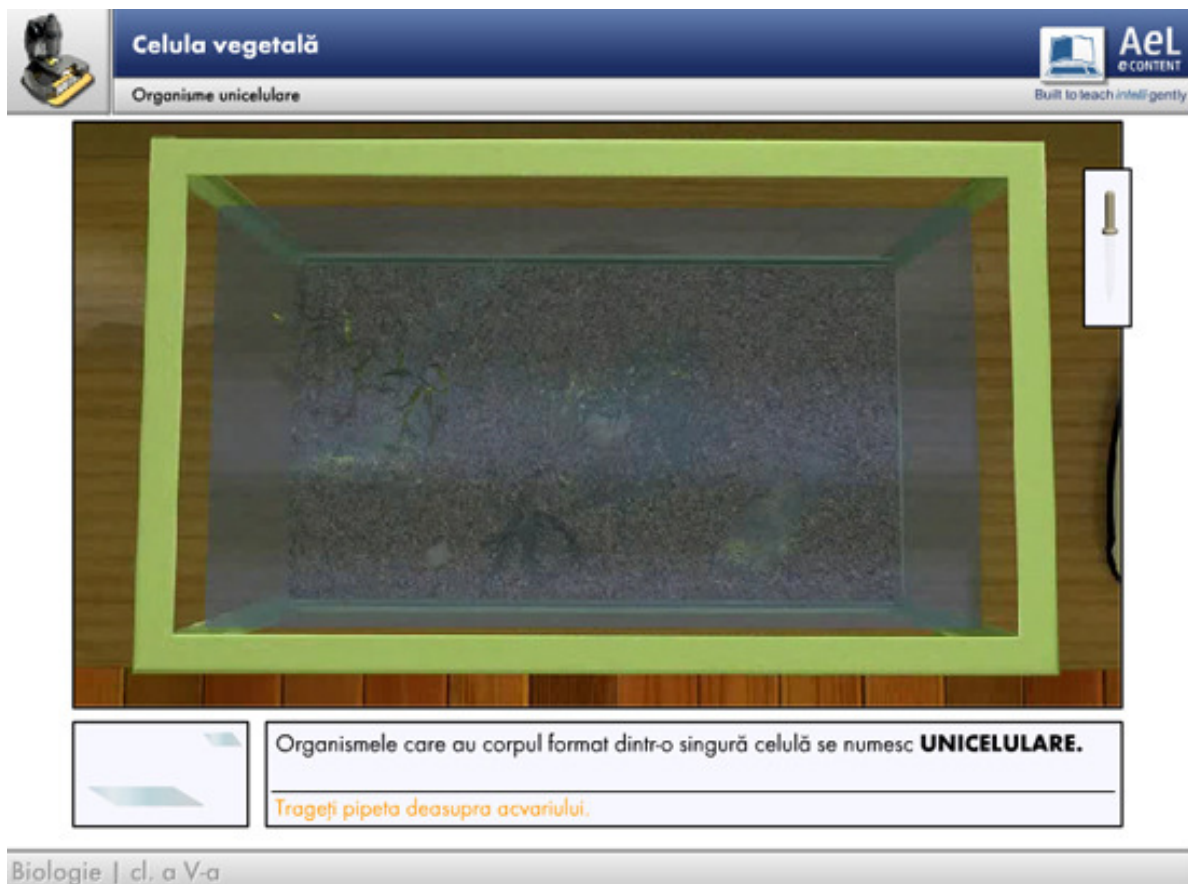 Celula vegetală
Organisme unicelulare
AeL
eCONTENT
Built to teach intelligently
Organismele care au corpul format dintr-o singură celulă se numesc UNICELULARE.
Trageți pipeta deasupra acvariului.
Biologie | cl. a V-a